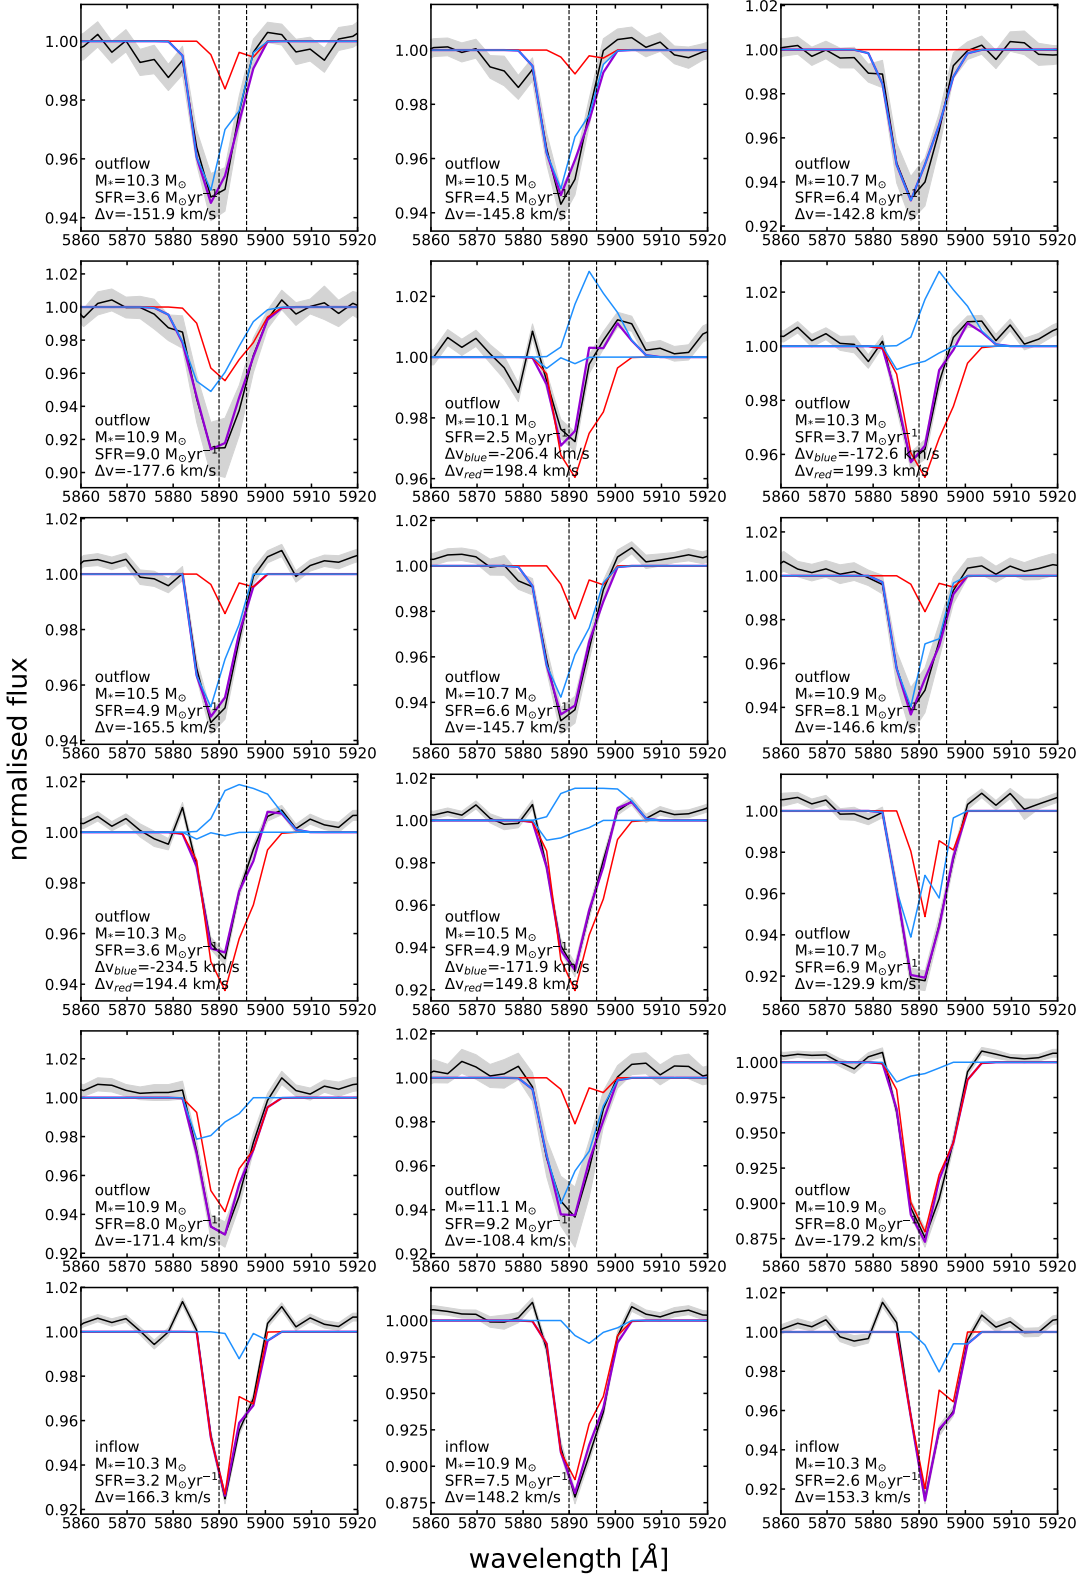 1.00
0.98
0.96
0.94
outflow
M*=10.3 M⊙
SFR=3.6 M⊙yr⁻¹
Δv=-151.9 km/s
5860 5870 5880 5890 5900 5910 5920
1.00
0.98
0.96
0.94
outflow
M*=10.5 M⊙
SFR=4.5 M⊙yr⁻¹
Δv=-145.8 km/s
5860 5870 5880 5890 5900 5910 5920
1.02
1.00
0.98
0.96
0.94
0.92
outflow
M*=10.7 M⊙
SFR=6.4 M⊙yr⁻¹
Δv=-142.8 km/s
5860 5870 5880 5890 5900 5910 5920
1.02
1.00
0.98
0.96
0.94
0.92
0.90
outflow
M*=10.9 M⊙
SFR=9.0 M⊙yr⁻¹
Δv=-177.6 km/s
5860 5870 5880 5890 5900 5910 5920
1.02
1.00
0.98
0.96
outflow
M*=10.1 M⊙
SFR=2.5 M⊙yr⁻¹
Δv_blue=-206.4 km/s
Δv_red=198.4 km/s
5860 5870 5880 5890 5900 5910 5920
1.02
1.00
0.98
0.96
outflow
M*=10.3 M⊙
SFR=3.7 M⊙yr⁻¹
Δv_blue=-172.6 km/s
Δv_red=199.3 km/s
5860 5870 5880 5890 5900 5910 5920
1.02
1.00
0.98
0.96
0.94
outflow
M*=10.5 M⊙
SFR=4.9 M⊙yr⁻¹
Δv=-165.5 km/s
5860 5870 5880 5890 5900 5910 5920
1.02
1.00
0.98
0.96
0.94
outflow
M*=10.7 M⊙
SFR=6.6 M⊙yr⁻¹
Δv=-145.7 km/s
5860 5870 5880 5890 5900 5910 5920
1.02
1.00
0.98
0.96
0.94
outflow
M*=10.9 M⊙
SFR=8.1 M⊙yr⁻¹
Δv=-146.6 km/s
5860 5870 5880 5890 5900 5910 5920
normalised flux
1.02
1.00
0.98
0.96
0.94
outflow
M*=10.3 M⊙
SFR=3.6 M⊙yr⁻¹
Δv_blue=-234.5 km/s
Δv_red=194.4 km/s
5860 5870 5880 5890 5900 5910 5920
1.02
1.00
0.98
0.96
0.94
0.92
outflow
M*=10.5 M⊙
SFR=4.9 M⊙yr⁻¹
Δv_blue=-171.9 km/s
Δv_red=149.8 km/s
5860 5870 5880 5890 5900 5910 5920
1.02
1.00
0.98
0.96
0.94
0.92
outflow
M*=10.7 M⊙
SFR=6.9 M⊙yr⁻¹
Δv=-129.9 km/s
5860 5870 5880 5890 5900 5910 5920
1.02
1.00
0.98
0.96
0.94
0.92
outflow
M*=10.9 M⊙
SFR=8.0 M⊙yr⁻¹
Δv=-171.4 km/s
5860 5870 5880 5890 5900 5910 5920
1.02
1.00
0.98
0.96
0.94
0.92
outflow
M*=11.1 M⊙
SFR=9.2 M⊙yr⁻¹
Δv=-108.4 km/s
5860 5870 5880 5890 5900 5910 5920
1.000
0.975
0.950
0.925
0.900
0.875
outflow
M*=10.9 M⊙
SFR=8.0 M⊙yr⁻¹
Δv=-179.2 km/s
5860 5870 5880 5890 5900 5910 5920
1.02
1.00
0.98
0.96
0.94
0.92
inflow
M*=10.3 M⊙
SFR=3.2 M⊙yr⁻¹
Δv=166.3 km/s
5860 5870 5880 5890 5900 5910 5920
1.000
0.975
0.950
0.925
0.900
0.875
inflow
M*=10.9 M⊙
SFR=7.5 M⊙yr⁻¹
Δv=148.2 km/s
5860 5870 5880 5890 5900 5910 5920
1.02
1.00
0.98
0.96
0.94
0.92
inflow
M*=10.3 M⊙
SFR=2.6 M⊙yr⁻¹
Δv=153.3 km/s
5860 5870 5880 5890 5900 5910 5920
wavelength [Å]